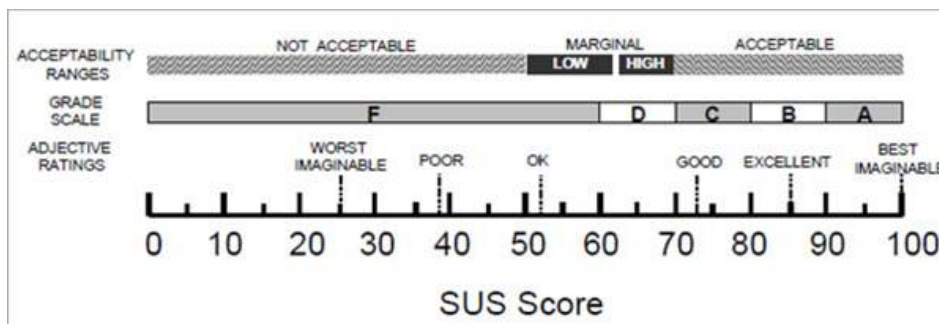 NOT ACCEPTABLE MARGINAL ACCEPTABLE
ACCEPTABILITY RANGES
LOW HIGH
GRADE SCALE
F D C B A
ADJECTIVE RATINGS
WORST IMAGINABLE
POOR
OK
GOOD
EXCELLENT
BEST IMAGINABLE
0 10 20 30 40 50 60 70 80 90 100
SUS Score